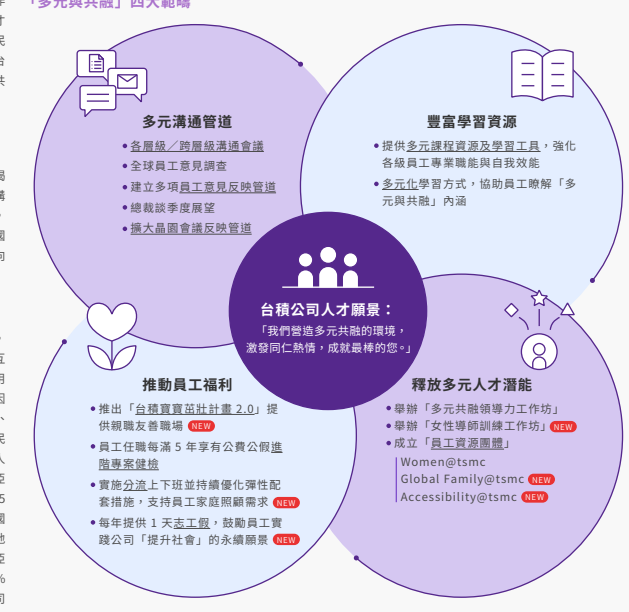 「多元與共融」四大範疇
多元溝通管道
各層級／跨層級溝通會議
全球員工意見調查
建立多項員工意見反映管道
總裁談季度展望
擴大晶圓會議反映管道
豐富學習資源
提供多元課程資源及學習工具，強化
各級員工專業職能與自我效能
多元化學習方式，協助員工瞭解「多
元與共融」內涵
台積公司人才願景：
「我們營造多元共融的環境，
激發同仁熱情，成就最棒的您。」
推動員工福利
推出「台積寶寶茁壯計畫 2.0」提
供親職友善職場 NEW
員工任職每滿 5 年享有公費公假進
階專案健檢
實施分流上下班並持續優化彈性配
套措施，支持員工家庭照顧需求 NEW
每年提供 1 天志工假，鼓勵員工實
踐公司「提升社會」的永續願景 NEW
釋放多元人才潛能
舉辦「多元共融領導力工作坊」
舉辦「女性導師訓練工作坊」 NEW
成立「員工資源團體」
Women@tsmc
Global Family@tsmc NEW
Accessibility@tsmc NEW